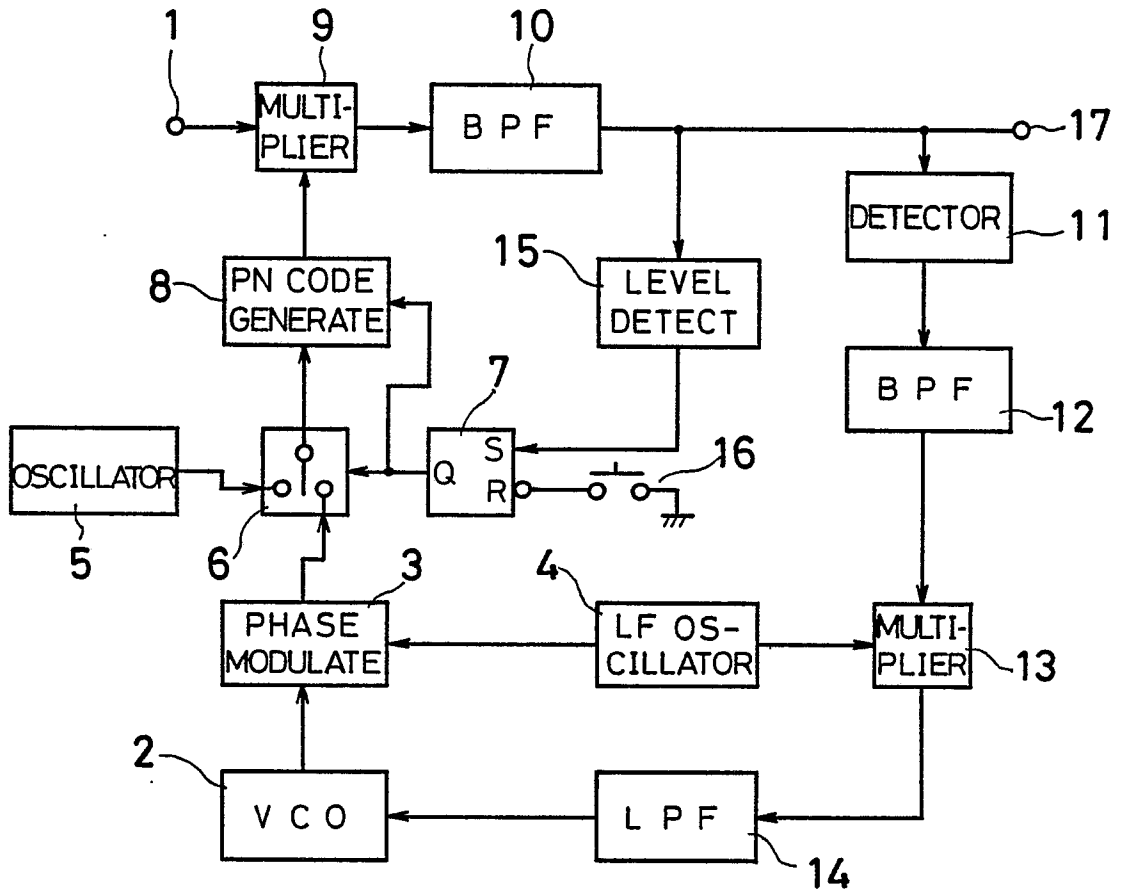 1
9
10
MULTI-
PLIER
B P F
17
DETECTOR
11
15
LEVEL
DETECT
8
PN CODE
GENERATE
7
B P F
12
S
Q
R
16
OSCILLATOR
5
6
3
4
PHASE
MODULATE
LF OS-
CILLATOR
MULTI-
PLIER
13
2
V C O
L P F
14